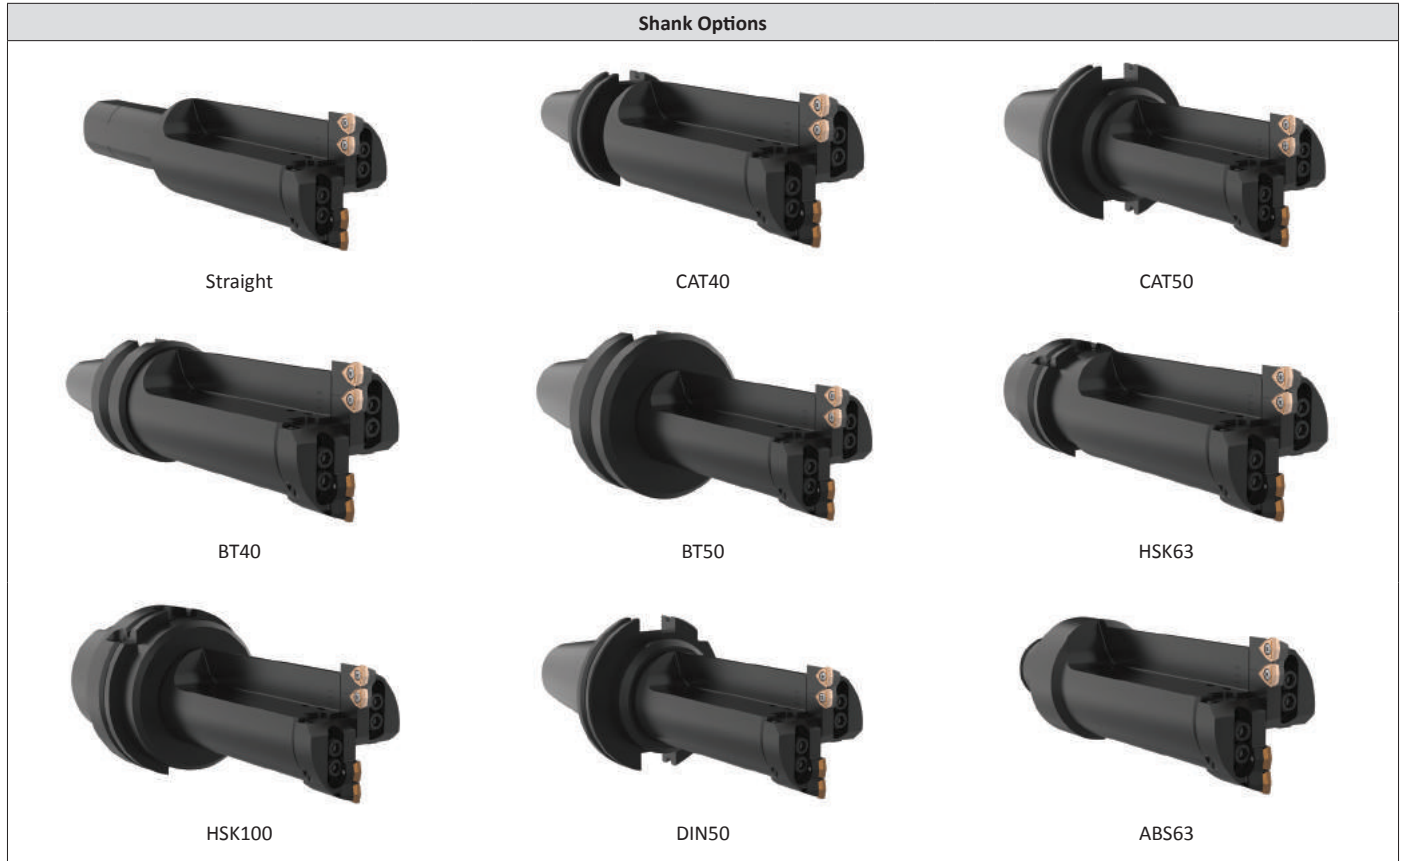 Shank Options
Straight
CAT40
CAT50
BT40
BT50
HSK63
HSK100
DIN50
ABS63